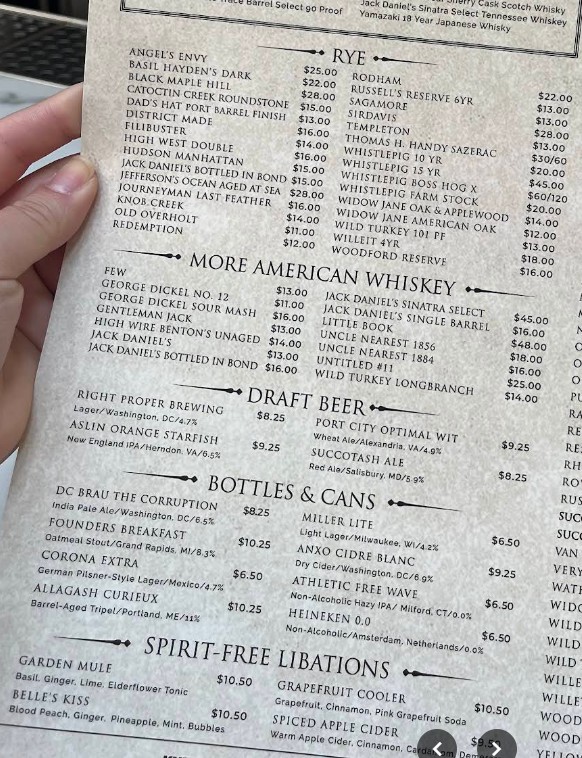 Barrel Select 90 Proof
Cask Scotch Whisky
Jack Daniel's Sinatra Select Tennessee Whiskey
Yamazaki 18 Year Japanese Whisky
RYE
ANGEL'S ENVY $25.00
BASIL HAYDEN'S DARK $22.00
BLACK MAPLE HILL $28.00
CATOCTIN CREEK ROUNDSTONE $15.00
DAD'S HAT PORT BARREL FINISH $13.00
DISTRICT MADE $16.00
FILIBUSTER $14.00
HIGH WEST DOUBLE $16.00
HUDSON MANHATTAN $15.00
JACK DANIEL'S BOTTLED IN BOND $15.00
JEFFERSON'S OCEAN AGED AT SEA $28.00
JOURNEYMAN LAST FEATHER $16.00
KNOB CREEK $14.00
OLD OVERHOLT $11.00
REDEMPTION $12.00
RODHAM $22.00
RUSSELL'S RESERVE 6YR $13.00
SAGAMORE $13.00
SIRDAVIS $28.00
TEMPLETON $13.00
THOMAS H. HANDY SAZERAC $30/60
WHISTLEPIG 10 YR $20.00
WHISTLEPIG 15 YR $45.00
WHISTLEPIG BOSS HOG X $60/120
WHISTLEPIG FARM STOCK $20.00
WIDOW JANE OAK & APPLEWOOD $14.00
WIDOW JANE AMERICAN OAK $12.00
WILD TURKEY 101 PF $13.00
WILLEIT 4YR $18.00
WOODFORD RESERVE $16.00
MORE AMERICAN WHISKEY
FEW $13.00
GEORGE DICKEL NO. 12 $11.00
GEORGE DICKEL SOUR MASH $16.00
GENTLEMAN JACK $13.00
HIGH WIRE BENTON'S UNAGED $14.00
JACK DANIEL'S $13.00
JACK DANIEL'S BOTTLED IN BOND $16.00
JACK DANIEL'S SINATRA SELECT $45.00
JACK DANIEL'S SINGLE BARREL $16.00
LITTLE BOOK $48.00
UNCLE NEAREST 1856 $18.00
UNCLE NEAREST 1884 $16.00
UNTITLED #11 $25.00
WILD TURKEY LONGBRANCH $14.00
DRAFT BEER
RIGHT PROPER BREWING $8.25
Lager/Washington, DC/4.7%
ASLIN ORANGE STARFISH $9.25
New England IPA/Herndon, VA/6.5%
PORT CITY OPTIMAL WIT $9.25
Wheat Ale/Alexandria, VA/4.9%
SUCCOTASH ALE $8.25
Red Ale/Salisbury, MD/5.9%
BOTTLES & CANS
DC BRAU THE CORRUPTION $8.25
India Pale Ale/Washington, DC/6.5%
FOUNDERS BREAKFAST $10.25
Oatmeal Stout/Grand Rapids, MI/8.3%
CORONA EXTRA $6.50
German Pilsner-Style Lager/Mexico/4.7%
ALLAGASH CURIEUX $10.25
Barrel-Aged Tripel/Portland, ME/11%
MILLER LITE $6.50
Light Lager/Milwaukee, WI/4.2%
ANXO CIDRE BLANC $9.25
Dry Cider/Washington, DC/6.9%
ATHLETIC FREE WAVE $6.50
Non-Alcoholic Hazy IPA/ Milford, CT/0.0%
HEINEKEN 0.0 $6.50
Non-Alcoholic/Amsterdam, Netherlands/0.0%
SPIRIT-FREE LIBATIONS
GARDEN MULE $10.50
Basil, Ginger, Lime, Elderflower Tonic
BELLE'S KISS $10.50
Blood Peach, Ginger, Pineapple, Mint, Bubbles
GRAPEFRUIT COOLER $10.50
Grapefruit, Cinnamon, Pink Grapefruit Soda
SPICED APPLE CIDER
Warm Apple Cider, Cinnamon,